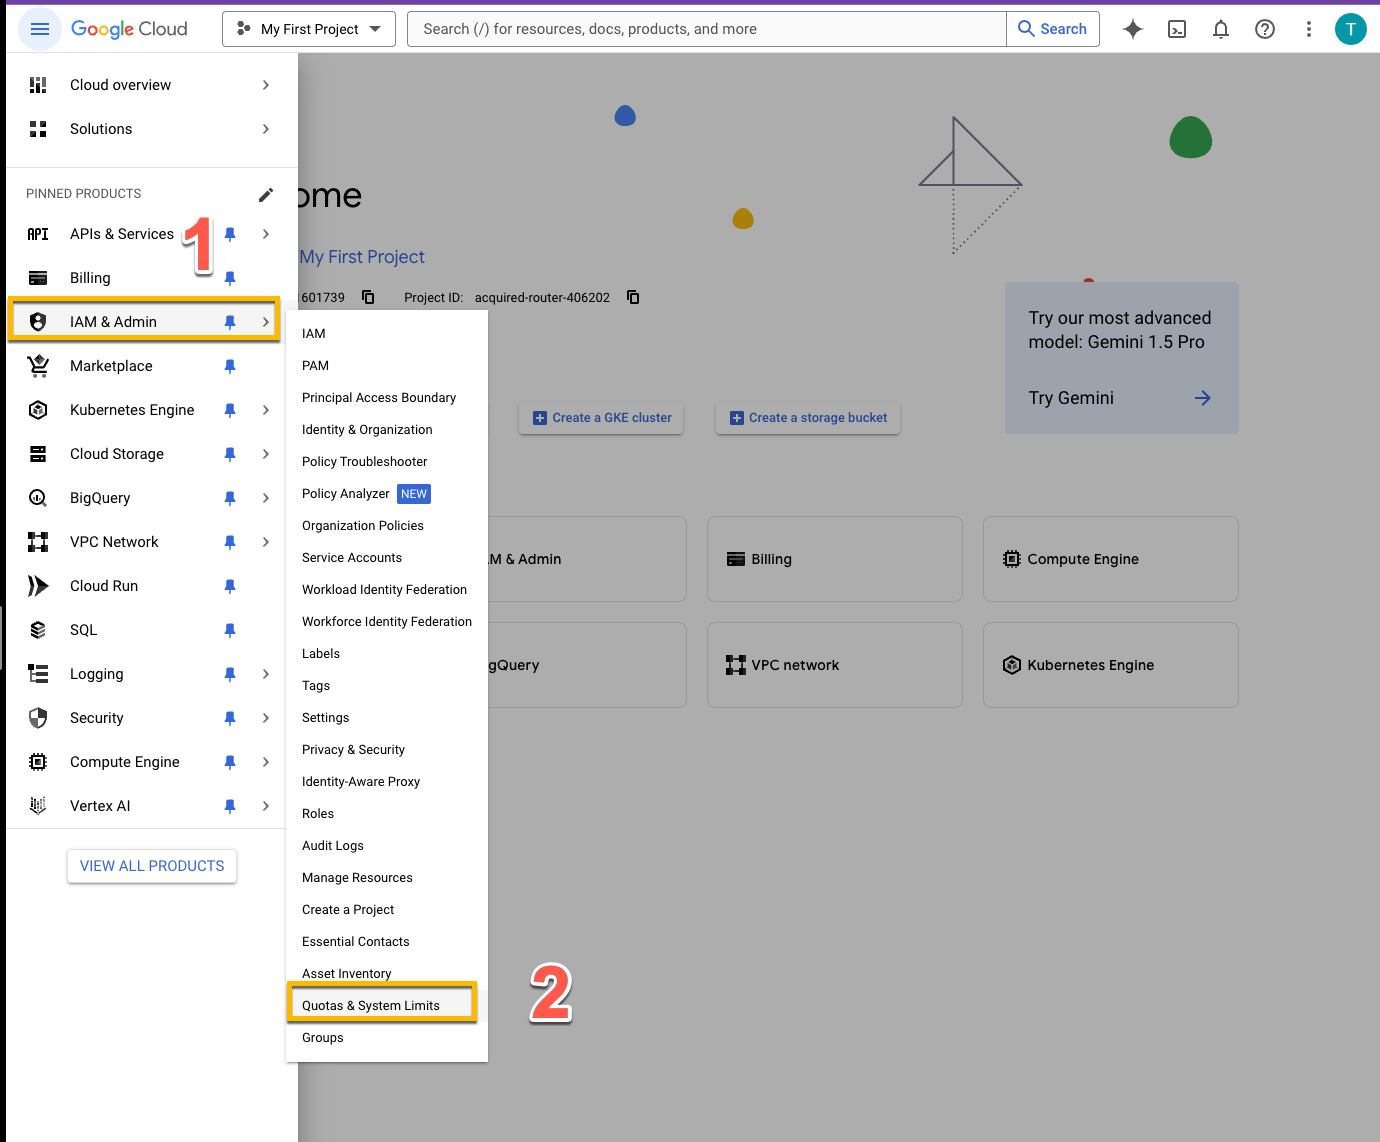 Google Cloud
My First Project
Search (/) for resources, docs, products, and more
Search
T
Cloud overview
Solutions
PINNED PRODUCTS
APIs & Services
1
Billing
IAM & Admin
Marketplace
Kubernetes Engine
Cloud Storage
BigQuery
VPC Network
Cloud Run
SQL
Logging
Security
Compute Engine
Vertex AI
VIEW ALL PRODUCTS
IAM
PAM
Principal Access Boundary
Identity & Organization
Policy Troubleshooter
Policy Analyzer NEW
Organization Policies
Service Accounts
Workload Identity Federation
Workforce Identity Federation
Labels
Tags
Settings
Privacy & Security
Identity-Aware Proxy
Roles
Audit Logs
Manage Resources
Create a Project
Essential Contacts
Asset Inventory
Quotas & System Limits
2
Groups
ome
My First Project
1601739
Project ID: acquired-router-406202
Try our most advanced
model: Gemini 1.5 Pro
Try Gemini
Create a GKE cluster
Create a storage bucket
M & Admin
Billing
Compute Engine
gQuery
VPC network
Kubernetes Engine